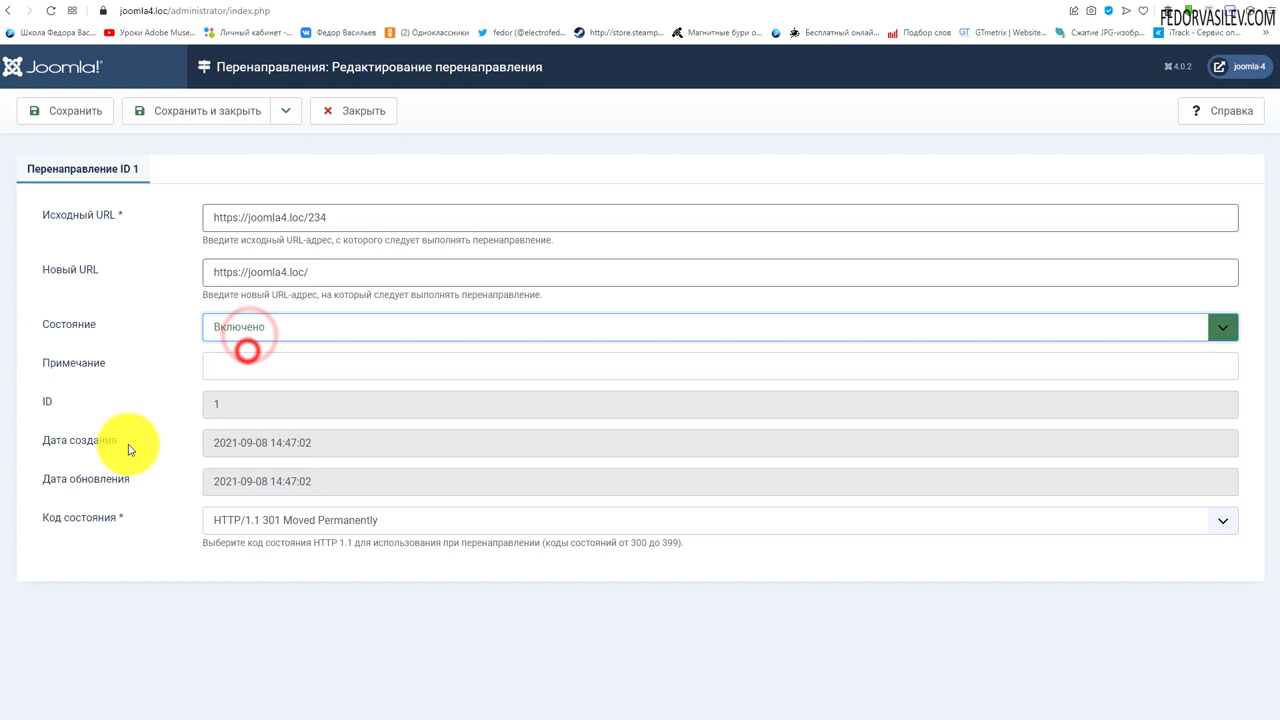 joomla4.loc/administrator/index.php
FEDORVASILEV.COM
Школа Федора Вас... Уроки Adobe Muse... Личный кабинет -... Федор Васильев (2) Одноклассники fedor (@electrofed... http://store.steamp... Магнитные бури о... Бесплатный онлай... Подбор слов GTmetrix | Website... Сжатие JPG-изобр... iTrack - Сервис оп... »
Joomla!® Перенаправления: Редактирование перенаправления 4.0.2 joomla-4
Сохранить Сохранить и закрыть Закрыть ? Справка
Перенаправление ID 1
Исходный URL * https://joomla4.loc/234
Введите исходный URL-адрес, с которого следует выполнять перенаправление.
Новый URL https://joomla4.loc/
Введите новый URL-адрес, на который следует выполнять перенаправление.
Состояние Включено
Примечание
ID 1
Дата создания 2021-09-08 14:47:02
Дата обновления 2021-09-08 14:47:02
Код состояния * HTTP/1.1 301 Moved Permanently
Выберите код состояния HTTP 1.1 для использования при перенаправлении (коды состояний от 300 до 399).